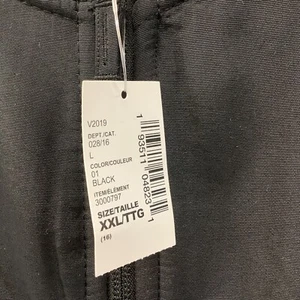 V2019
DEPT./CAT.
028/16
L
COLOR/COULEUR
01
BLACK
ITEM/ÉLÉMENT
3000797
SIZE/TAILLE
XXL/TTG
(16)
1 93511 04823 1